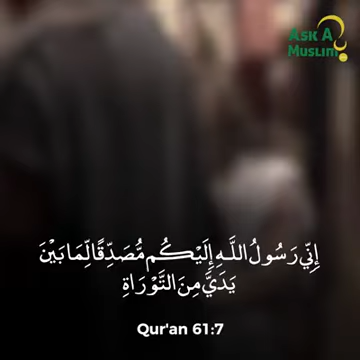 ASK A
MUSLIM
إِنِّي رَسُولُ اللَّهِ إِلَيْكُم مُّصَدِّقًا لِّمَا بَيْنَ
يَدَيَّ مِنَ التَّوْرَاةِ
Qur'an 61:7